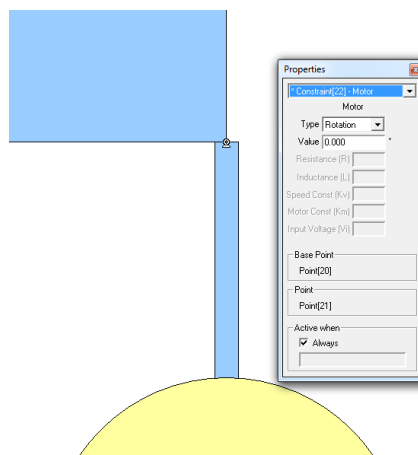 Properties
* Constraint[22] - Motor
Motor
Type Rotation
Value 0.000 °
Resistance (R)
Inductance (L)
Speed Const (Kv)
Motor Const (Km)
Input Voltage (Vi)
Base Point
Point[20]
Point
Point[21]
Active when
Always